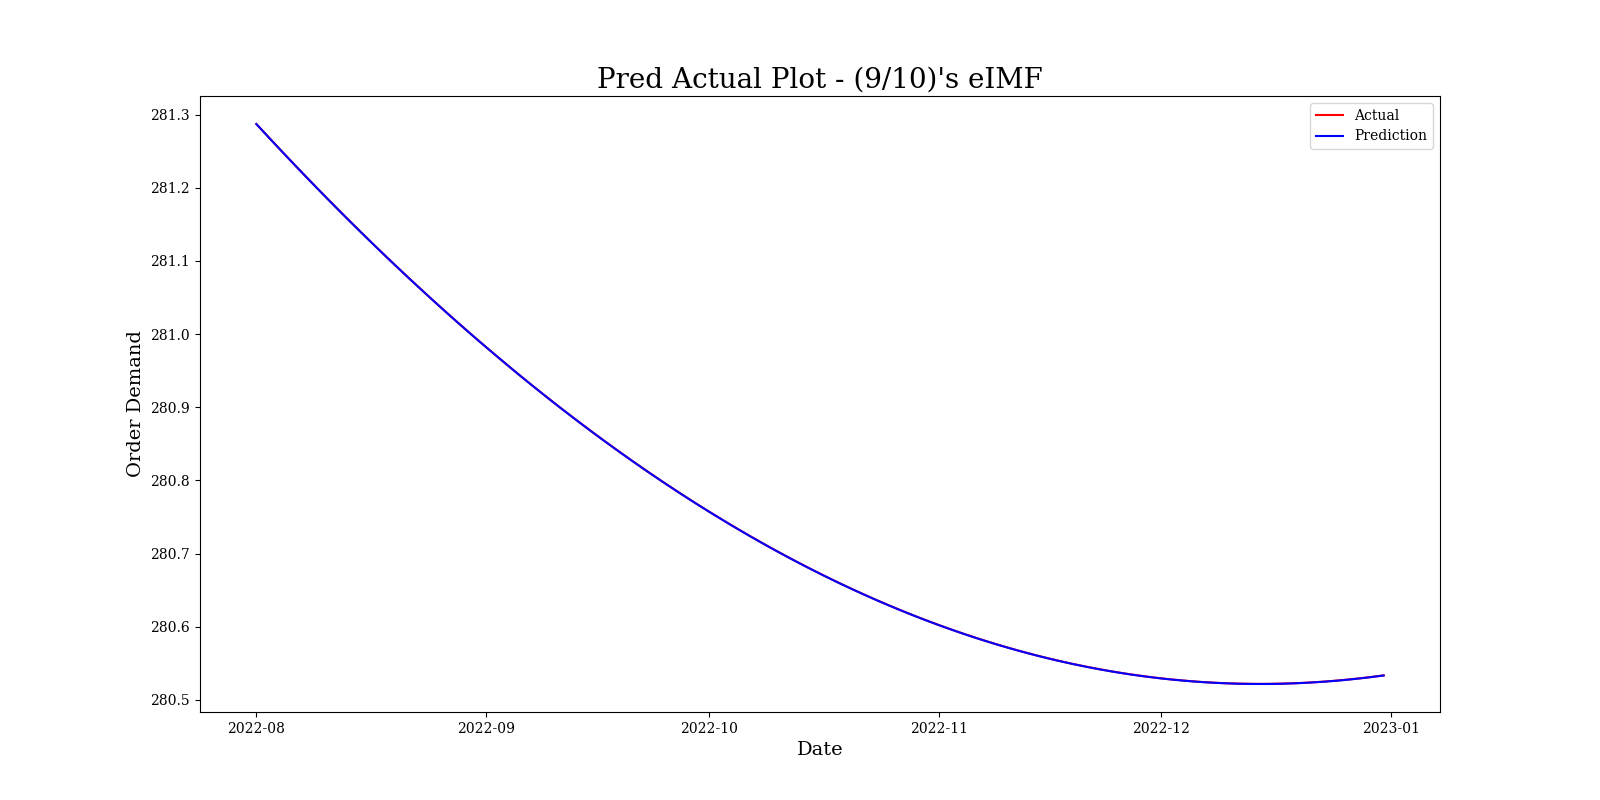 Pred Actual Plot - (9/10)'s eIMF
Actual
Prediction
281.3
281.2
281.1
281.0
280.9
280.8
280.7
280.6
280.5
Order Demand
2022-08 2022-09 2022-10 2022-11 2022-12 2023-01
Date